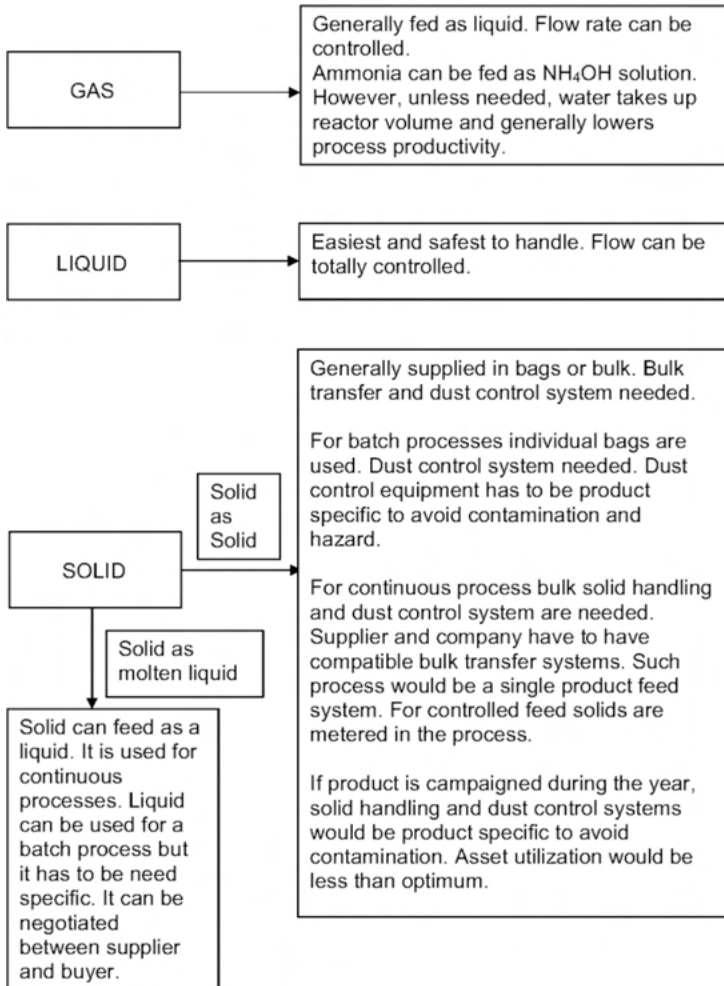 GAS
Generally fed as liquid. Flow rate can be
controlled.
Ammonia can be fed as NH₄OH solution.
However, unless needed, water takes up
reactor volume and generally lowers
process productivity.
LIQUID
Easiest and safest to handle. Flow can be
totally controlled.
SOLID
Solid
as
Solid
Generally supplied in bags or bulk. Bulk
transfer and dust control system needed.
For batch processes individual bags are
used. Dust control system needed. Dust
control equipment has to be product
specific to avoid contamination and
hazard.
For continuous process bulk solid handling
and dust control system are needed.
Supplier and company have to have
compatible bulk transfer systems. Such
process would be a single product feed
system. For controlled feed solids are
metered in the process.
If product is campaigned during the year,
solid handling and dust control systems
would be product specific to avoid
contamination. Asset utilization would be
less than optimum.
Solid as
molten liquid
Solid can feed as a
liquid. It is used for
continuous
processes. Liquid
can be used for a
batch process but
it has to be need
specific. It can be
negotiated
between supplier
and buyer.